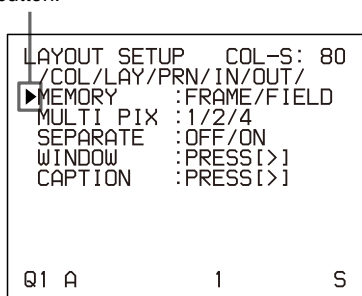 LAYOUT SETUP COL-S: 80
/COL/LAY/PRN/IN/OUT/
▶MEMORY :FRAME/FIELD
MULTI PIX :1/2/4
SEPARATE :OFF/ON
WINDOW :PRESS[>]
CAPTION :PRESS[>]
Q1 A 1 S